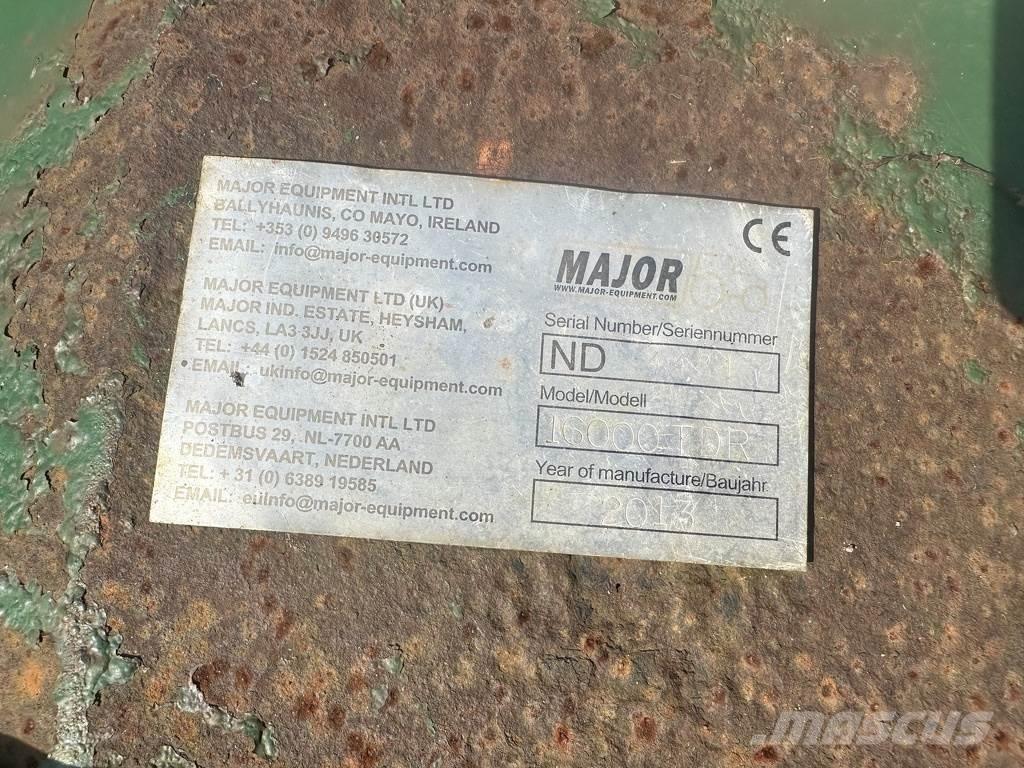 MAJOR EQUIPMENT INTL LTD
BALLYHAUNIS, CO MAYO, IRELAND
TEL: +353 (0) 9496 30572
EMAIL: info@major-equipment.com
MAJOR EQUIPMENT LTD (UK)
MAJOR IND. ESTATE, HEYSHAM,
LANCS, LA3 3JJ, UK
TEL: +44 (0) 1524 850501
EMAIL: ukinfo@major-equipment.com
MAJOR EQUIPMENT INTL LTD
POSTBUS 29, NL-7700 AA
DEDEMSVAART, NEDERLAND
TEL: + 31 (0) 6389 19585
EMAIL: euinfo@major-equipment.com
CE
MAJOR
WWW.MAJOR-EQUIPMENT.COM
Serial Number/Seriennummer
ND
Model/Modell
16000 TDR
Year of manufacture/Baujahr
2013
mascus